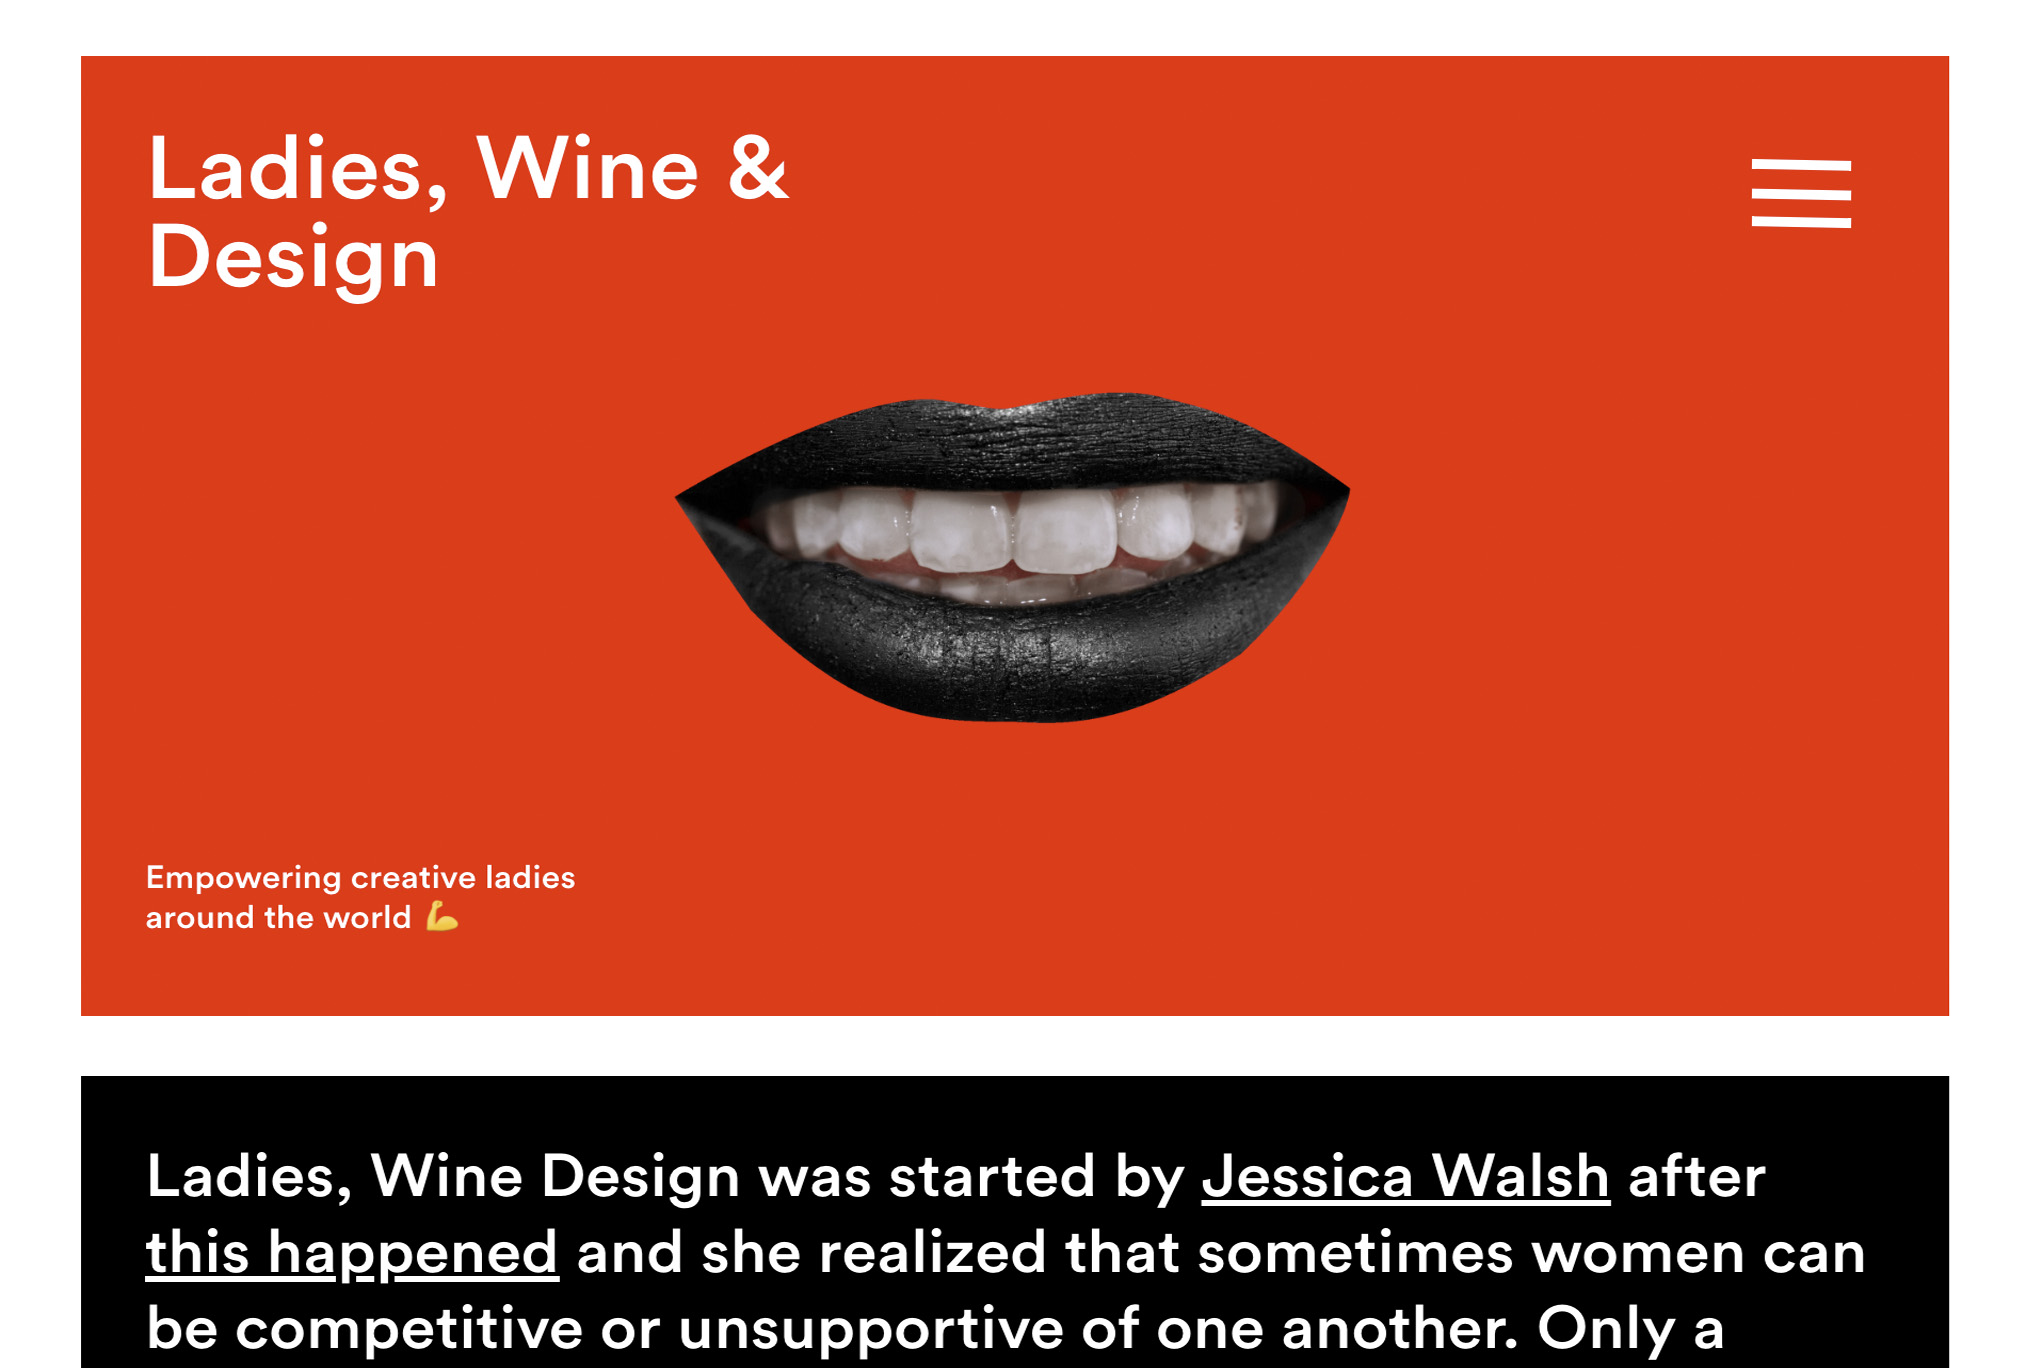 Ladies, Wine &
Design
Empowering creative ladies
around the world 💪
Ladies, Wine Design was started by Jessica Walsh after
this happened and she realized that sometimes women can
be competitive or unsupportive of one another. Only a